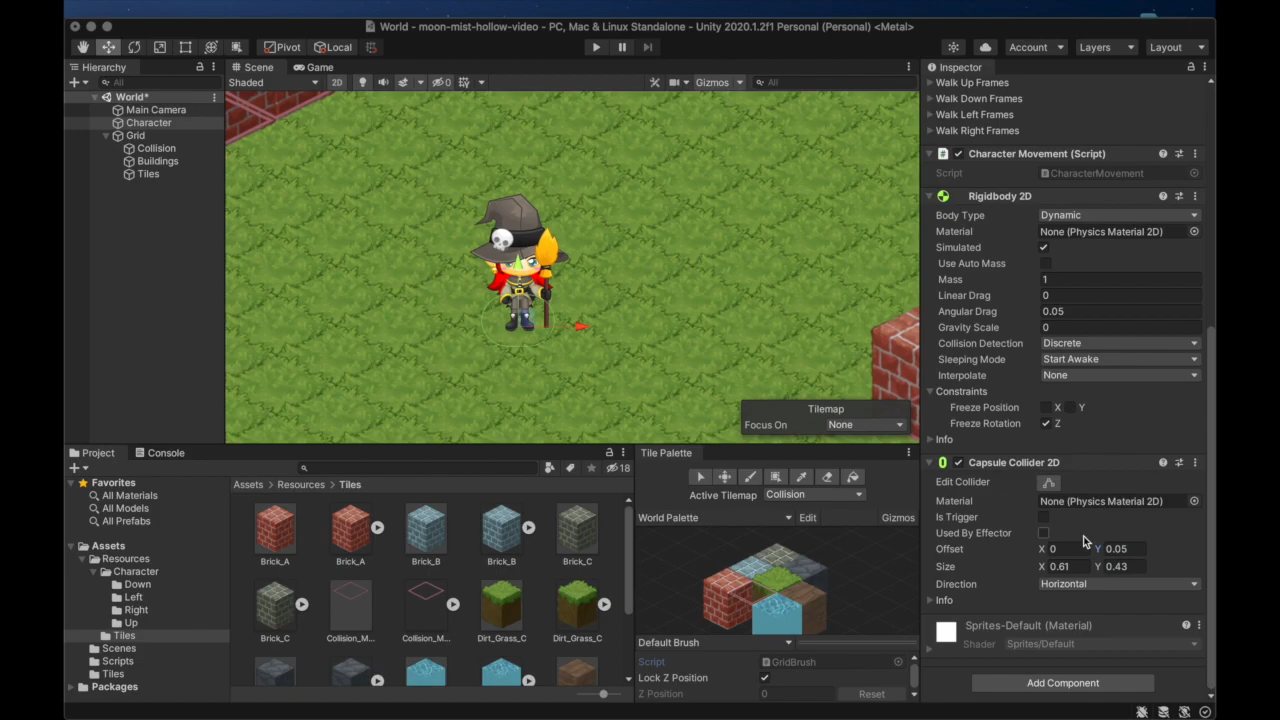 World - moon-mist-hollow-video - PC, Mac & Linux Standalone - Unity 2020.1.2f1 Personal (Personal) <Metal>
Pivot Local Account Layers Layout
Hierarchy
All
World*
Main Camera
Character
Grid
Collision
Buildings
Tiles
Scene Game
Shaded 2D 0 Gizmos All
Tilemap
Focus On None
Inspector
Walk Up Frames
Walk Down Frames
Walk Left Frames
Walk Right Frames
# Character Movement (Script)
Script CharacterMovement
Rigidbody 2D
Body Type Dynamic
Material None (Physics Material 2D)
Simulated
Use Auto Mass
Mass 1
Linear Drag 0
Angular Drag 0.05
Gravity Scale 0
Collision Detection Discrete
Sleeping Mode Start Awake
Interpolate None
Constraints
Freeze Position X Y
Freeze Rotation Z
Info
Capsule Collider 2D
Edit Collider
Material None (Physics Material 2D)
Is Trigger
Used By Effector
Offset X 0 Y 0.05
Size X 0.61 Y 0.43
Direction Horizontal
Info
Sprites-Default (Material)
Shader Sprites/Default
Add Component
Project Console
18
Favorites
All Materials
All Models
All Prefabs
Assets
Resources
Character
Down
Left
Right
Up
Tiles
Scenes
Scripts
Tiles
Packages
Assets Resources Tiles
Brick_A Brick_A Brick_B Brick_B Brick_C
Brick_C Collision_M... Collision_M... Dirt_Grass_C Dirt_Grass_C
Tile Palette
Active Tilemap Collision
World Palette Edit Gizmos
Default Brush
Script GridBrush
Lock Z Position
Z Position 0 Reset